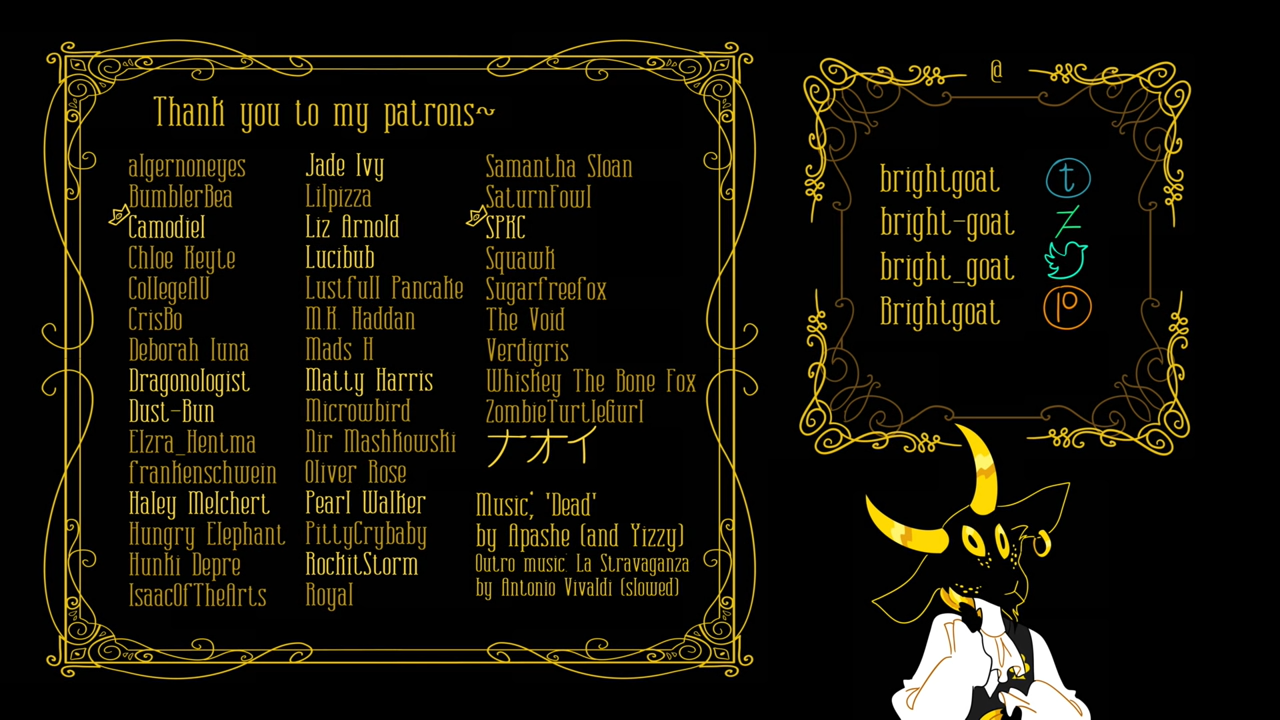 Thank you to my patrons~
algernoneyes
BumblerBea
Camodiel
Chloe Keyte
CollegeAU
CrisBo
Deborah Iuna
Dragonologist
Dust-Bun
Elzra_Hentma
frankenschwein
Haley Melchert
Hungry Elephant
Hunki Depre
IsaacOfTheArts
Jade Ivy
Lilpizza
Liz Arnold
Lucibub
Lustfull Pancake
M.K. Haddan
Mads H
Matty Harris
Microwbird
Nir Mashkowski
Oliver Rose
Pearl Walker
PittyCrybaby
RockitStorm
Royal
Samantha Sloan
SaturnFowl
SPKC
Squawk
Sugarfreefox
The Void
Verdigris
Whiskey The Bone Fox
ZombieTurtleGurl
ナオイ
Music; 'Dead'
by Apashe (and Yizzy)
Outro music: La Stravaganza
by Antonio Vivaldi (slowed)
@
brightgoat t
bright-goat
bright_goat
Brightgoat p